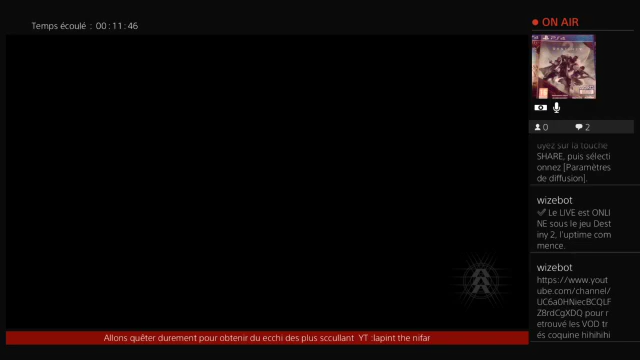 Temps écoulé : 00:11:46
ON AIR
0
2
uyez sur la touche
SHARE, puis sélecti
onnez [Paramètres
de diffusion].
wizebot
✅ Le LIVE est ONLI
NE sous le jeu Dest
iny 2, l'uptime com
mence.
wizebot
https://www.yout
ube.com/channel/
UC6a0HNiecBCQLF
ZBrdCgXDQ pour r
etrouvé les VOD tr
és coquine hihihihi
Allons quêter durement pour obtenir du ecchi des plus sccullant YT :lapint the nifar